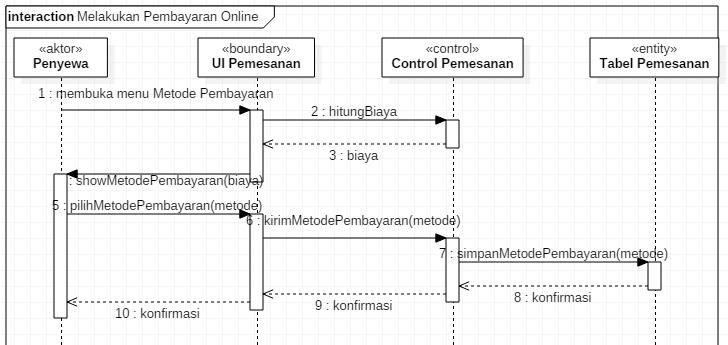 interaction Melakukan Pembayaran Online
«aktor»
Penyewa
«boundary»
UI Pemesanan
«control»
Control Pemesanan
«entity»
Tabel Pemesanan
1 : membuka menu Metode Pembayaran
2 : hitungBiaya
3 : biaya
: showMetodePembayaran(biaya)
5 : pilihMetodePembayaran(metode)
6 : kirimMetodePembayaran(metode)
7 : simpanMetodePembayaran(metode)
8 : konfirmasi
9 : konfirmasi
10 : konfirmasi